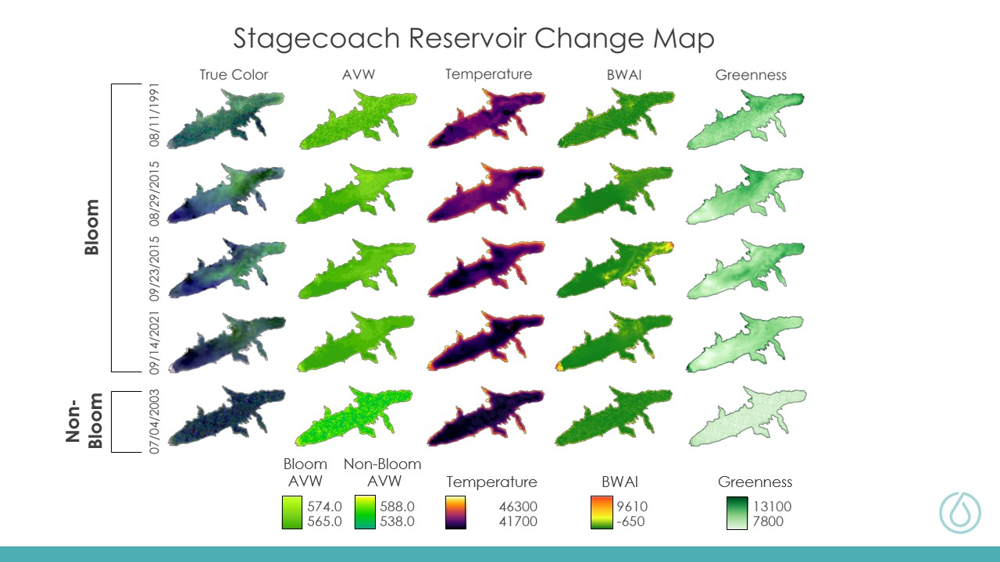 Stagecoach Reservoir Change Map
True Color AVW Temperature BWAI Greenness
Bloom
08/11/1991
08/29/2015
09/23/2015
09/14/2021
Non-
Bloom
07/04/2003
Bloom
AVW
574.0
565.0
Non-Bloom
AVW
588.0
538.0
Temperature
46300
41700
BWAI
9610
-650
Greenness
13100
7800